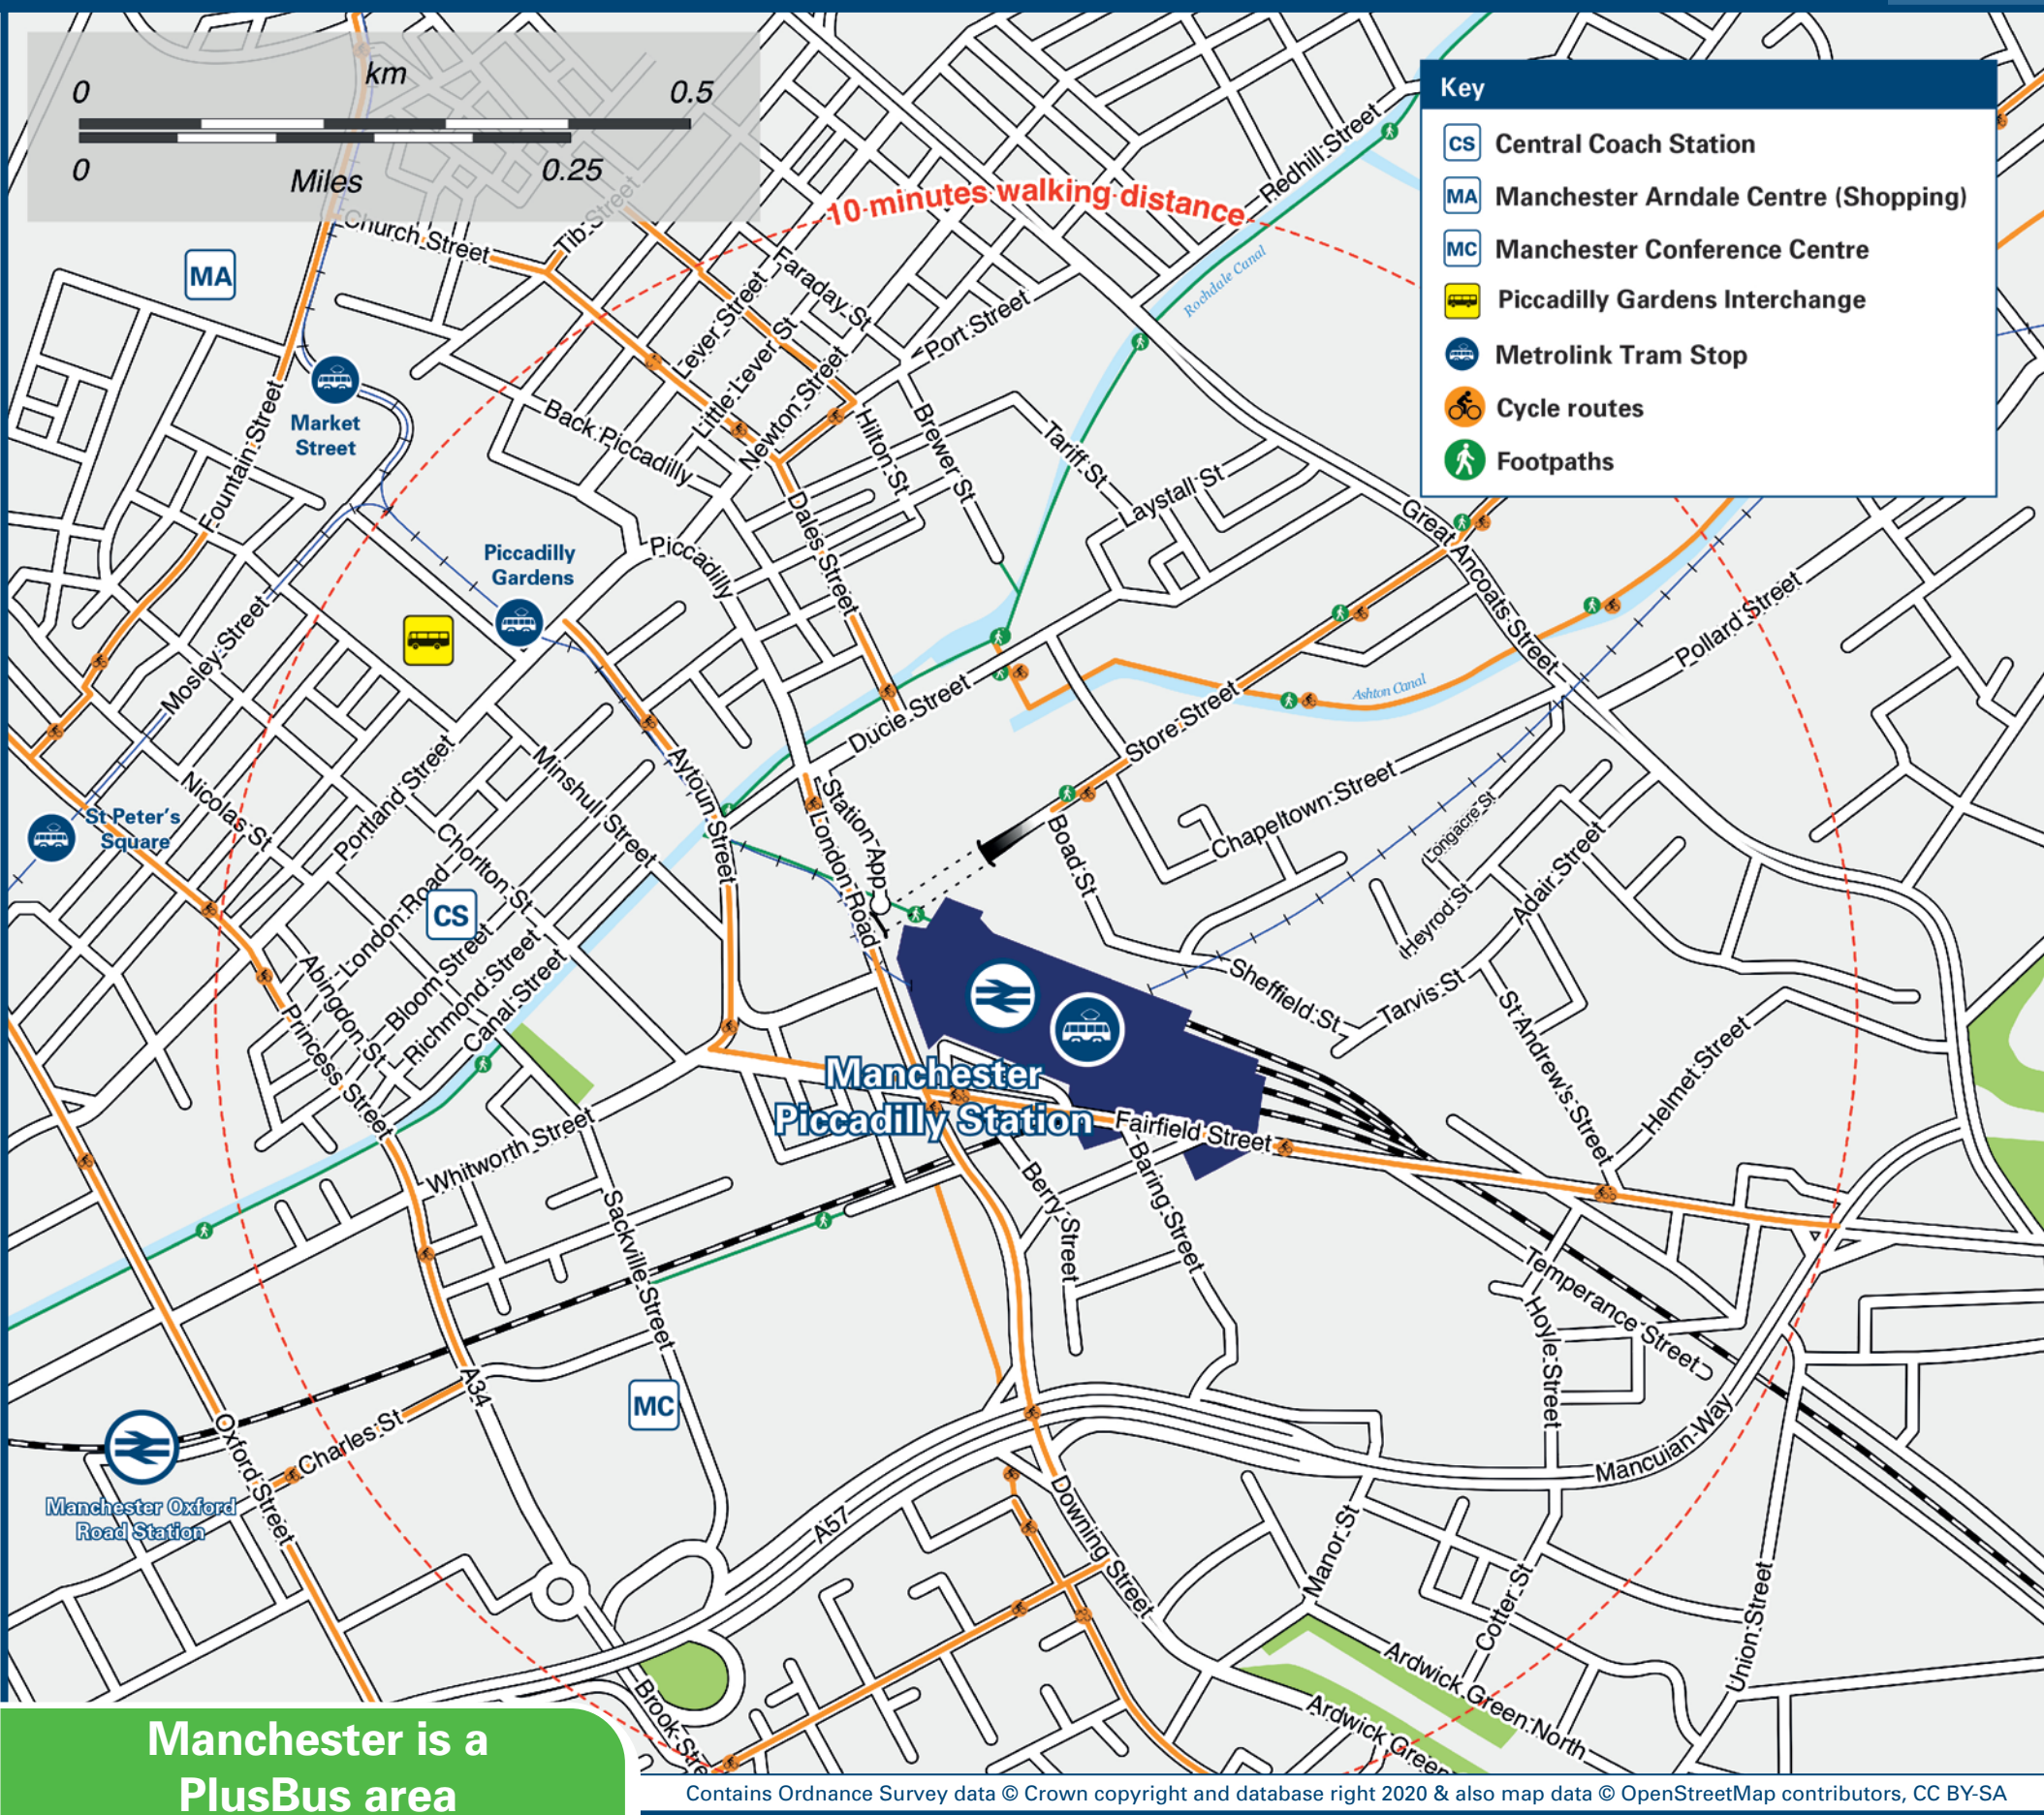 km
0 0.5
0 0.25
Miles
Key
CS Central Coach Station
MA Manchester Arndale Centre (Shopping)
MC Manchester Conference Centre
Piccadilly Gardens Interchange
Metrolink Tram Stop
Cycle routes
Footpaths
10 minutes walking distance
Redhill Street
Rochdale Canal
Church Street
Tib Street
MA
Faraday St
Lever Street
Little Lever St
Newton Street
Port Street
Market
Street
Back Piccadilly
Hilton St
Brewer St
Tariff St
Laystall St
Great Ancoats Street
Fountain Street
Piccadilly
Gardens
Piccadilly
Dales Street
Pollard Street
Mosley Street
Ducie Street
Store Street
Ashton Canal
St Peter's
Square
Nicolas St
Portland Street
Minshull Street
Aytoun Street
Station App
London Road
Board St
Chapeltown Street
Longacre St
Adair Street
Heyrod St
Chorlton St
London Road
CS
Abingdon St
Bloom Street
Richmond Street
Canal Street
Princess Street
Sheffield St
Tarvis St
St Andrew's Street
Helmet Street
Manchester
Piccadilly Station
Fairfield Street
Whitworth Street
Sackville Street
Berry Street
Baring Street
Temperance Street
Hoyle Street
A34
MC
Oxford Street
Charles St
Manchester Oxford
Road Station
A57
Downing Street
Mancuian Way
Manor St
Cotter St
Union Street
Ardwick Green North
Ardwick Green
Brook Stre
Manchester is a
PlusBus area
Contains Ordnance Survey data © Crown copyright and database right 2020 & also map data © OpenStreetMap contributors, CC BY-SA